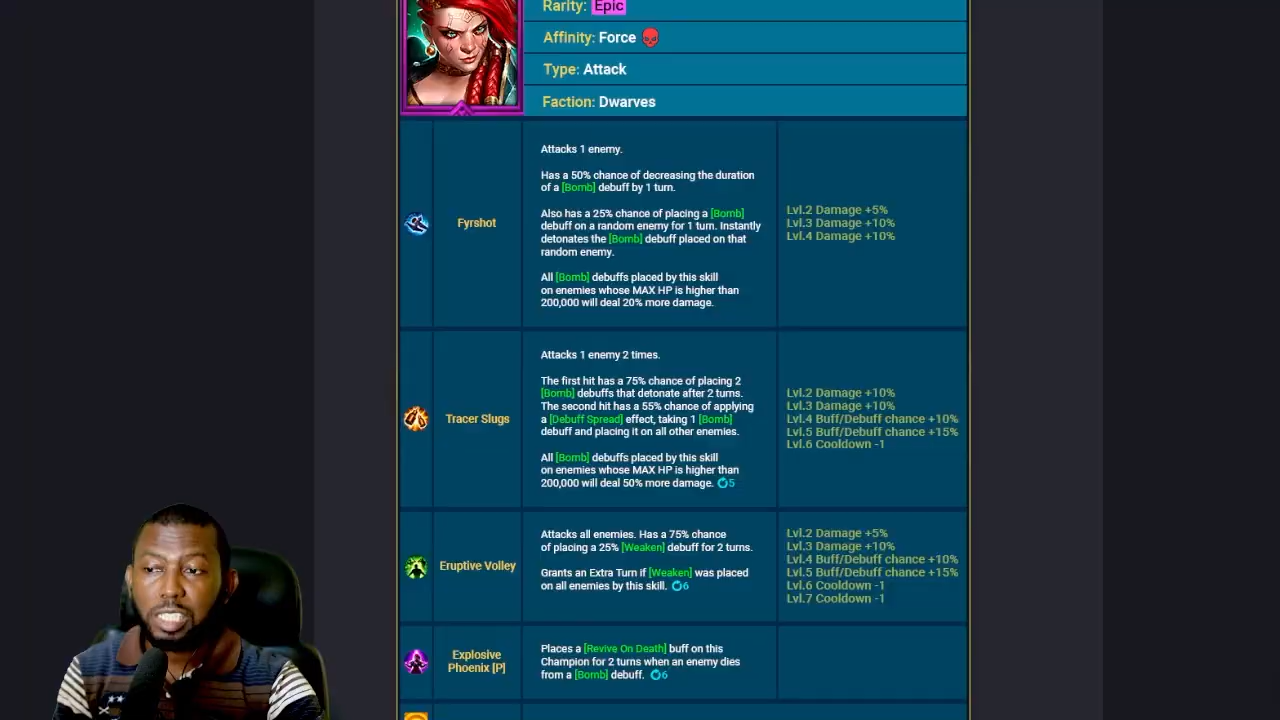 Rarity: Epic
Affinity: Force
Type: Attack
Faction: Dwarves
Fyrshot
Attacks 1 enemy.
Has a 50% chance of decreasing the duration
of a [Bomb] debuff by 1 turn.
Also has a 25% chance of placing a [Bomb]
debuff on a random enemy for 1 turn. Instantly
detonates the [Bomb] debuff placed on that
random enemy.
All [Bomb] debuffs placed by this skill
on enemies whose MAX HP is higher than
200,000 will deal 20% more damage.
Lvl.2 Damage +5%
Lvl.3 Damage +10%
Lvl.4 Damage +10%
Tracer Slugs
Attacks 1 enemy 2 times.
The first hit has a 75% chance of placing 2
[Bomb] debuffs that detonate after 2 turns.
The second hit has a 55% chance of applying
a [Debuff Spread] effect, taking 1 [Bomb]
debuff and placing it on all other enemies.
All [Bomb] debuffs placed by this skill
on enemies whose MAX HP is higher than
200,000 will deal 50% more damage. 5
Lvl.2 Damage +10%
Lvl.3 Damage +10%
Lvl.4 Buff/Debuff chance +10%
Lvl.5 Buff/Debuff chance +15%
Lvl.6 Cooldown -1
Eruptive Volley
Attacks all enemies. Has a 75% chance
of placing a 25% [Weaken] debuff for 2 turns.
Grants an Extra Turn if [Weaken] was placed
on all enemies by this skill. 6
Lvl.2 Damage +5%
Lvl.3 Damage +10%
Lvl.4 Buff/Debuff chance +10%
Lvl.5 Buff/Debuff chance +15%
Lvl.6 Cooldown -1
Lvl.7 Cooldown -1
Explosive
Phoenix [P]
Places a [Revive On Death] buff on this
Champion for 2 turns when an enemy dies
from a [Bomb] debuff. 6